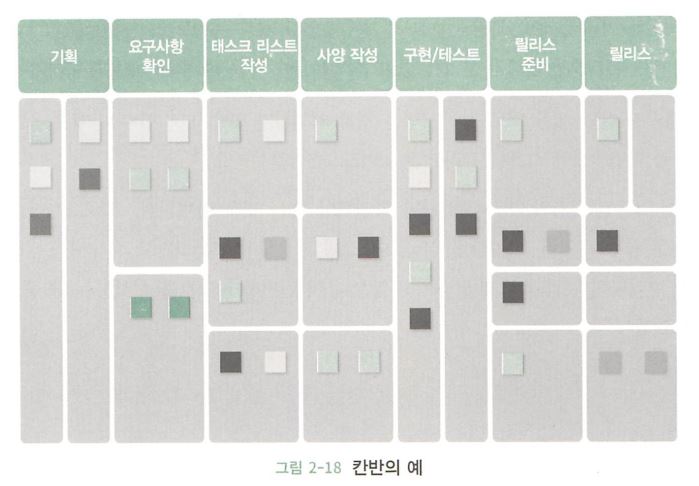 기획
요구사항
확인
태스크 리스트
작성
사양 작성
구현/테스트
릴리스
준비
릴리스
그림 2-18 칸반의 예